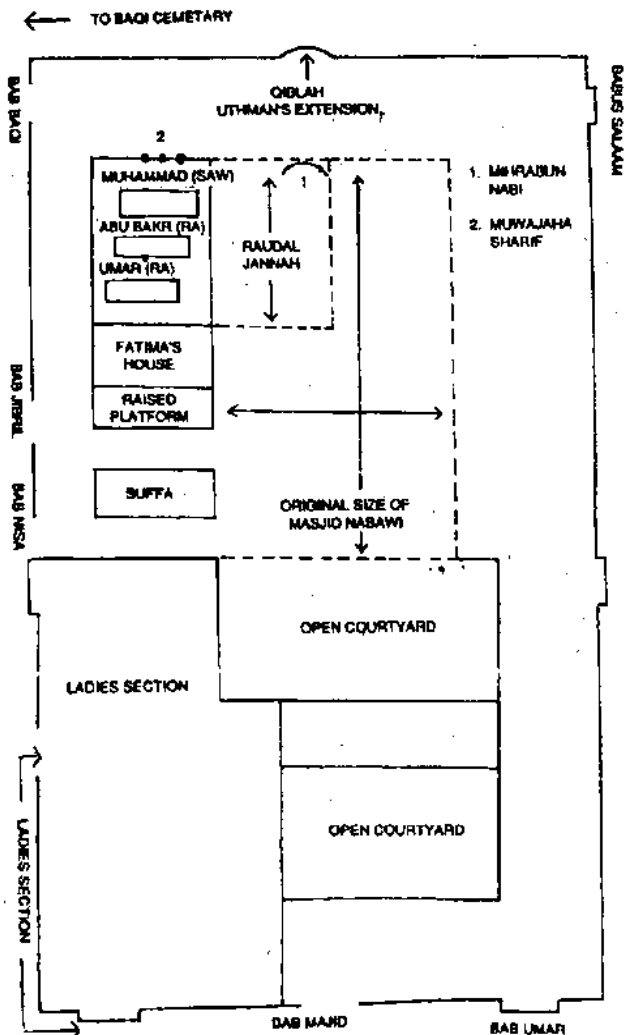 TO BAQI CEMETARY
BAB BAQI
QIBLAH
UTHMAN'S EXTENSION
BABUS SALAAM
2
MUHAMMAD (SAW)
ABU BAKR (RA)
UMAR (RA)
1
RAUDAL
JANNAH
1. MIHRABUN
NABI
2. MUWAJAHA
SHARIF
FATIMA'S
HOUSE
RAISED
PLATFORM
BAB JIBRIL
SUFFA
BAB NISA
ORIGINAL SIZE OF
MASJID NABAWI
OPEN COURTYARD
LADIES SECTION
OPEN COURTYARD
LADIES SECTION
BAB MAJID
BAB UMAR